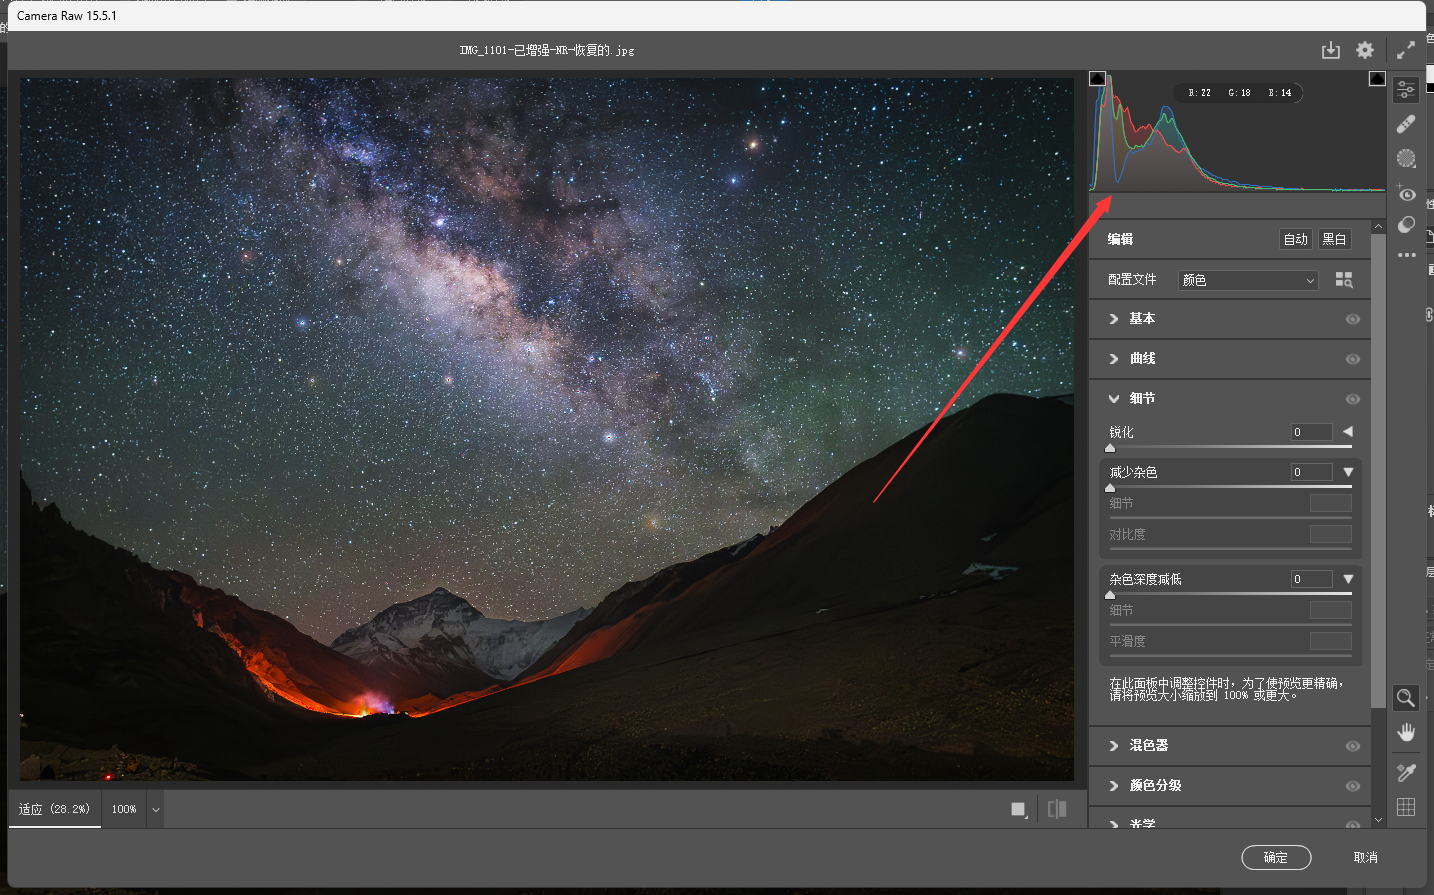 Camera Raw 15.5.1
IMG_1101-已增强-NR-恢复的.jpg
R:22 G:18 B:14
编辑 自动 黑白
配置文件 颜色
基本
曲线
细节
锐化 0
减少杂色 0
细节
对比度
杂色深度减低 0
细节
平滑度
在此面板中调整控件时，为了使预览更精确，
请将预览大小缩放到 100% 或更大。
混色器
颜色分级
光学
适应 (28.2%) 100%
确定 取消